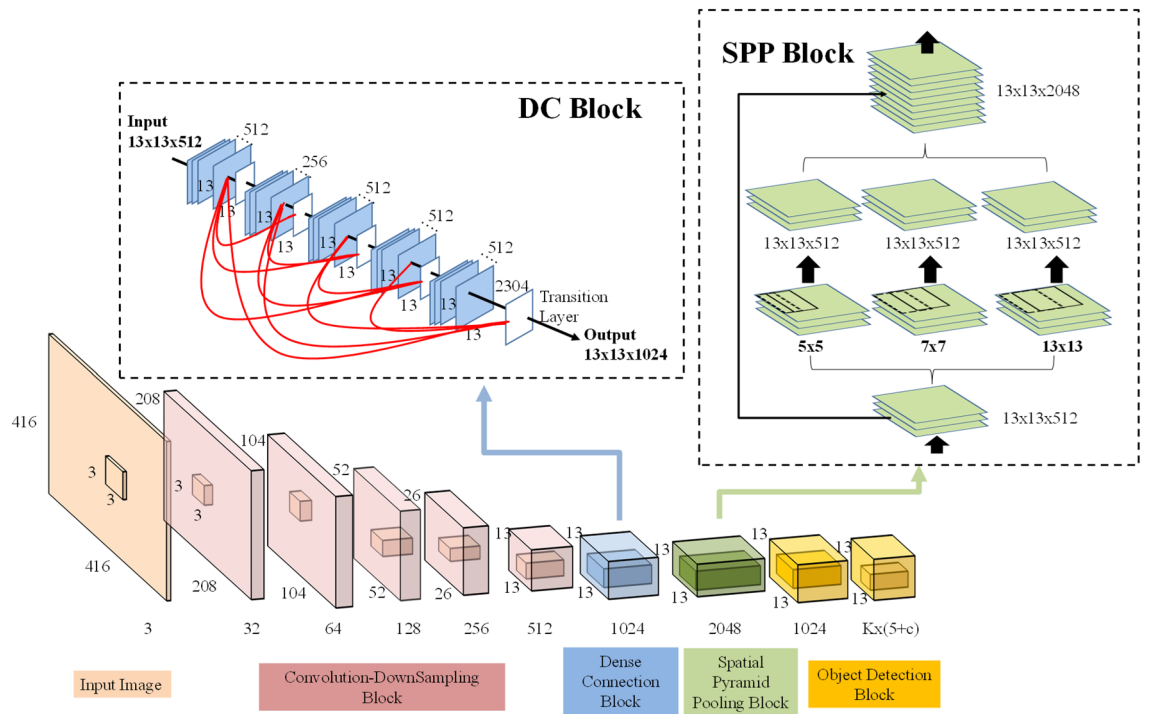 SPP Block
13x13x2048
DC Block
Input
13x13x512
512
256
512
512
512
2304
13
13
13
13
13
13
13
13
13
13
Transition
Layer
Output
13x13x1024
13x13x512
13x13x512
13x13x512
5x5
7x7
13x13
13x13x512
416
416
3
3
208
208
3
3
104
104
52
52
26
26
13
13
13
13
13
13
13
13
13
13
3
32
64
128
256
512
1024
2048
1024
Kx(5+c)
Input Image
Convolution-DownSampling
Block
Dense
Connection
Block
Spatial
Pyramid
Pooling Block
Object Detection
Block